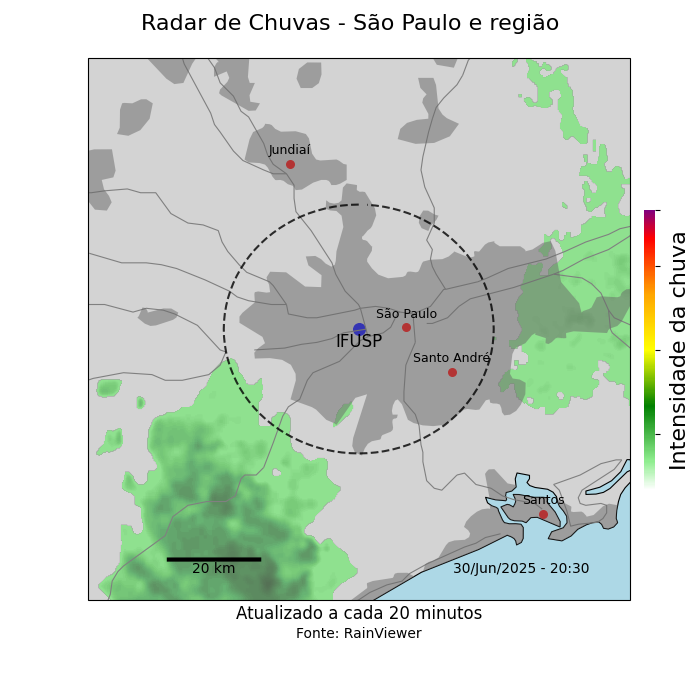 Radar de Chuvas - São Paulo e região
Jundiaí
São Paulo
IFUSP
Santo André
Intensidade da chuva
Santos
20 km
30/Jun/2025 - 20:30
Atualizado a cada 20 minutos
Fonte: RainViewer